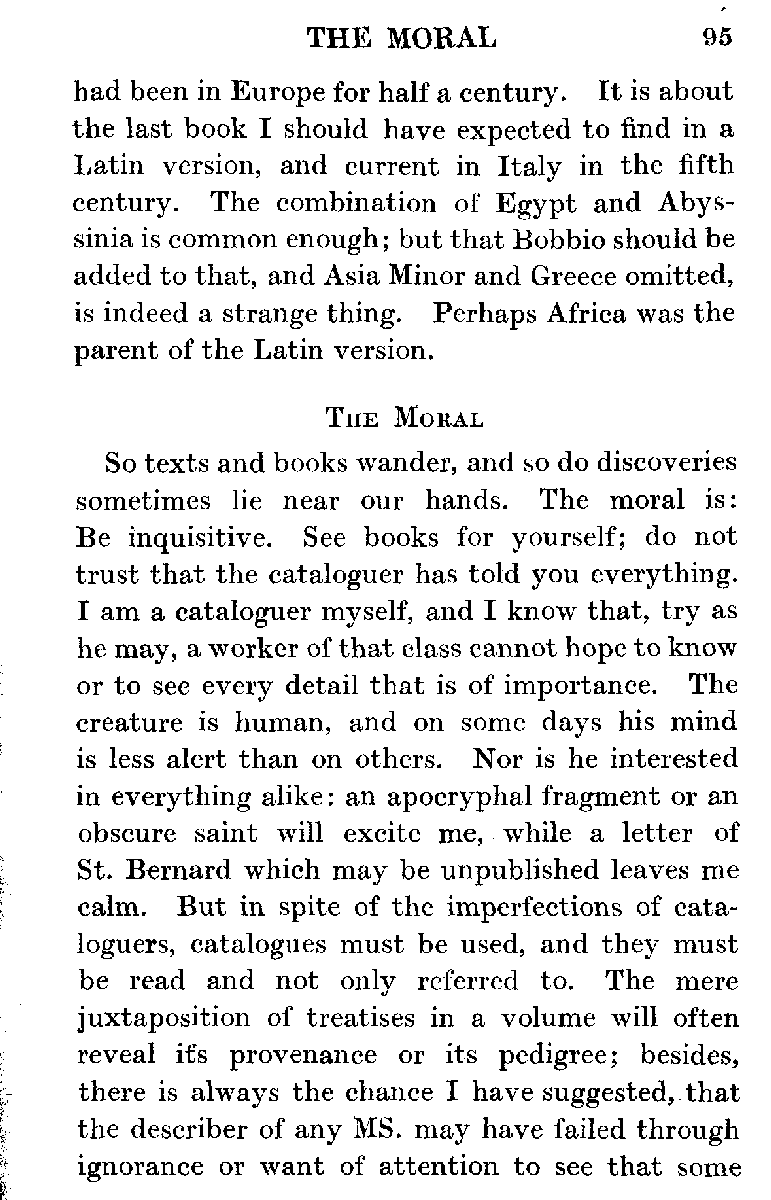 THE MORAL 95
had been in Europe for half a century. It is about
the last book I should have expected to find in a
Latin version, and current in Italy in the fifth
century. The combination of Egypt and Abys-
sinia is common enough; but that Bobbio should be
added to that, and Asia Minor and Greece omitted,
is indeed a strange thing. Perhaps Africa was the
parent of the Latin version.
THE MORAL
So texts and books wander, and so do discoveries
sometimes lie near our hands. The moral is:
Be inquisitive. See books for yourself; do not
trust that the cataloguer has told you everything.
I am a cataloguer myself, and I know that, try as
he may, a worker of that class cannot hope to know
or to see every detail that is of importance. The
creature is human, and on some days his mind
is less alert than on others. Nor is he interested
in everything alike: an apocryphal fragment or an
obscure saint will excite me, while a letter of
St. Bernard which may be unpublished leaves me
calm. But in spite of the imperfections of cata-
loguers, catalogues must be used, and they must
be read and not only referred to. The mere
juxtaposition of treatises in a volume will often
reveal its provenance or its pedigree; besides,
there is always the chance I have suggested, that
the describer of any MS. may have failed through
ignorance or want of attention to see that some